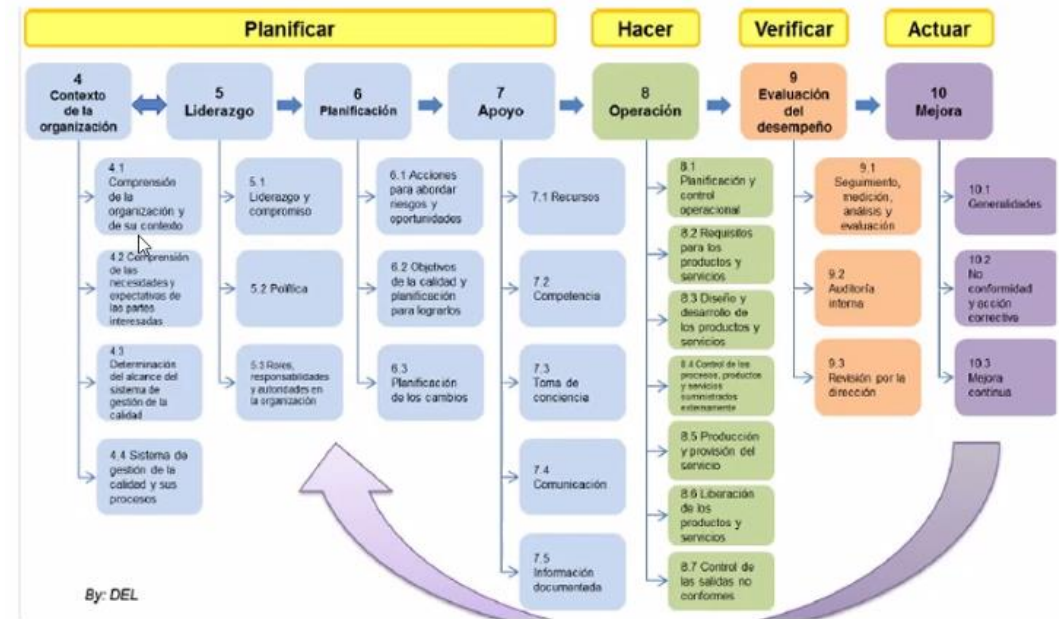 Planificar
Hacer
Verificar
Actuar
4
Contexto
de la
organización
5
Liderazgo
6
Planificación
7
Apoyo
8
Operación
9
Evaluación
del
desempeño
10
Mejora
4.1
Comprensión
de la
organización y
de su contexto
4.2 Comprensión
de las
necesidades y
expectativas de
las partes
interesadas
4.3
Determinación
del alcance del
sistema de
gestión de la
calidad
4.4 Sistema de
gestión de la
calidad y sus
procesos
5.1
Liderazgo y
compromiso
5.2 Política
5.3 Roles,
responsabilidades
y autoridades en
la organización
6.1 Acciones
para abordar
riesgos y
oportunidades
6.2 Objetivos
de la calidad y
planificación
para lograrlos
6.3
Planificación
de los cambios
7.1 Recursos
7.2
Competencia
7.3
Toma de
conciencia
7.4
Comunicación
7.5
Información
documentada
8.1
Planificación y
control
operacional
8.2 Requisitos
para los
productos y
servicios
8.3 Diseño y
desarrollo de
los productos y
servicios
8.4 Control de los
procesos, productos
y servicios
suministrados
externamente
8.5 Producción
y provisión del
servicio
8.6 Liberación
de los
productos y
servicios
8.7 Control de
las salidas no
conformes
9.1
Seguimiento,
medición,
análisis y
evaluación
9.2
Auditoría
interna
9.3
Revisión por la
dirección
10.1
Generalidades
10.2
No
conformidad
y acción
correctiva
10.3
Mejora
continua
By: DEL